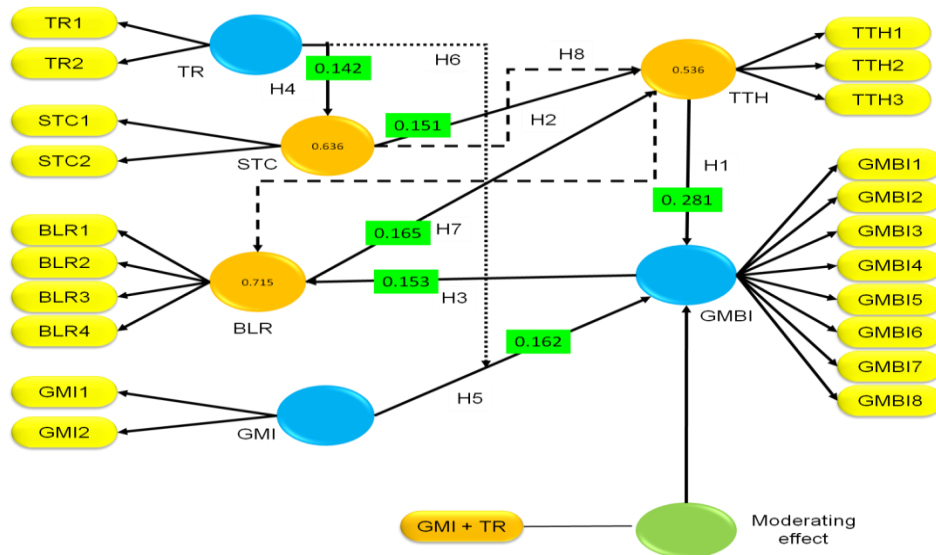 TR1
TR2
TR
H4
0.142
H6
H8
0.536
TTH
TTH1
TTH2
TTH3
STC1
STC2
STC
0.636
0.151
H2
H1
0. 281
GMBI1
GMBI2
GMBI3
GMBI4
GMBI5
GMBI6
GMBI7
GMBI8
BLR1
BLR2
BLR3
BLR4
0.715
BLR
0.165
H7
0.153
H3
GMBI
0.162
H5
GMI1
GMI2
GMI
GMI + TR
Moderating
effect